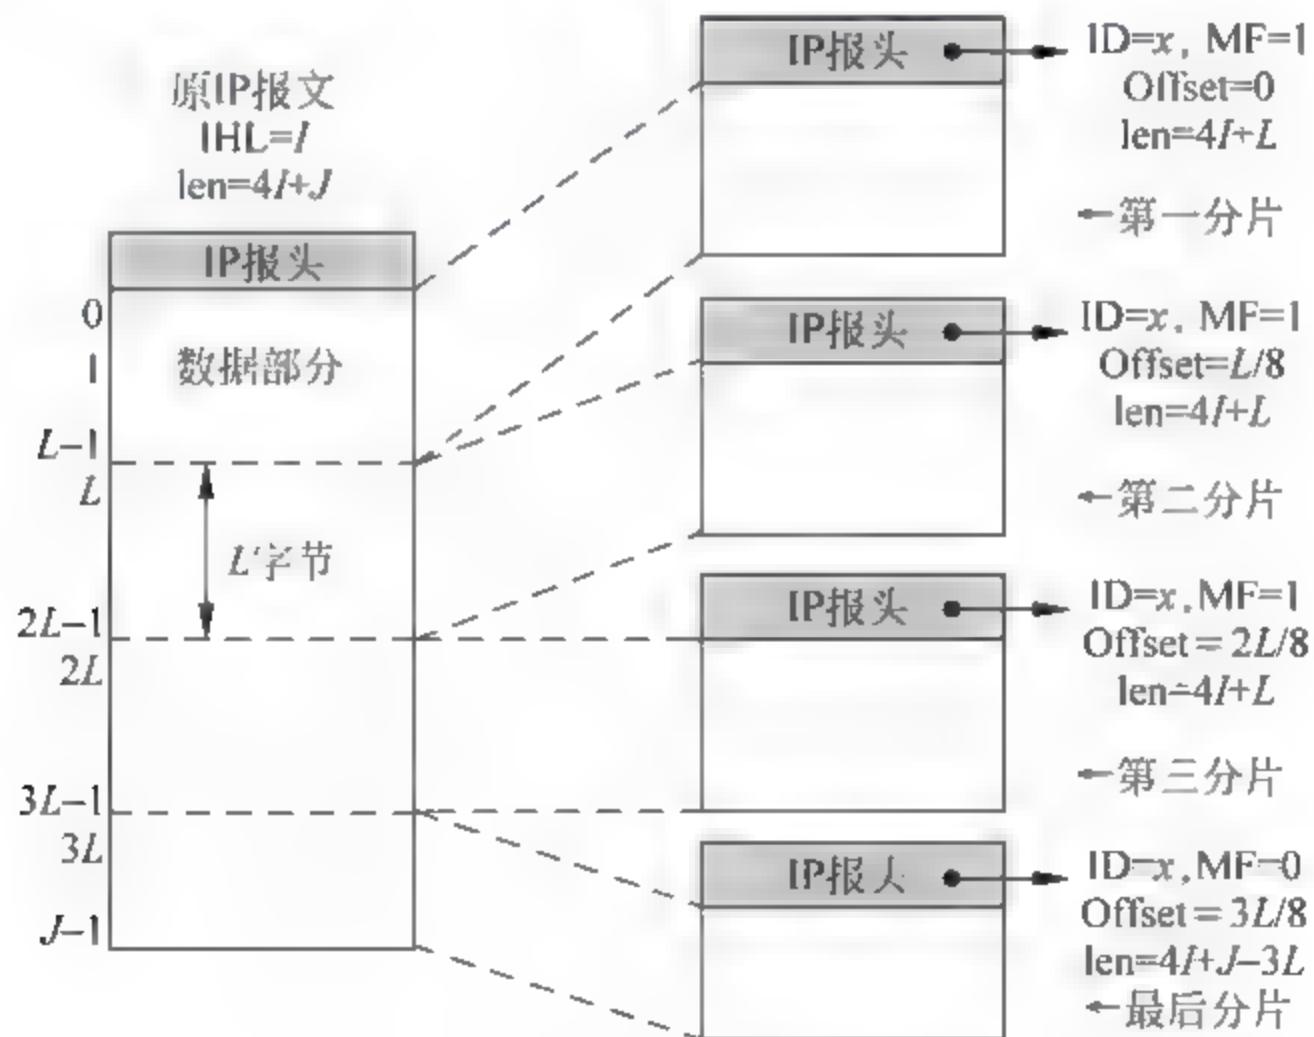 原IP报文
IHL=I
len=4I+J
IP报头
0
1
数据部分
L–1
L
L字节
2L–1
2L
3L–1
3L
J–1
IP报头
ID=x, MF=1
Offset=0
len=4I+L
←第一分片
IP报头
ID=x, MF=1
Offset=L/8
len=4I+L
←第二分片
IP报头
ID=x,MF=1
Offset=2L/8
len=4I+L
←第三分片
IP报头
ID=x,MF=0
Offset=3L/8
len=4I+J–3L
←最后分片